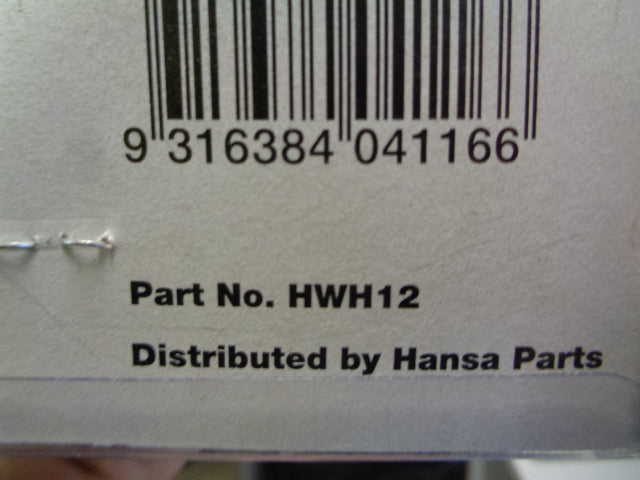 9 316384 041166
Part No. HWH12
Distributed by Hansa Parts